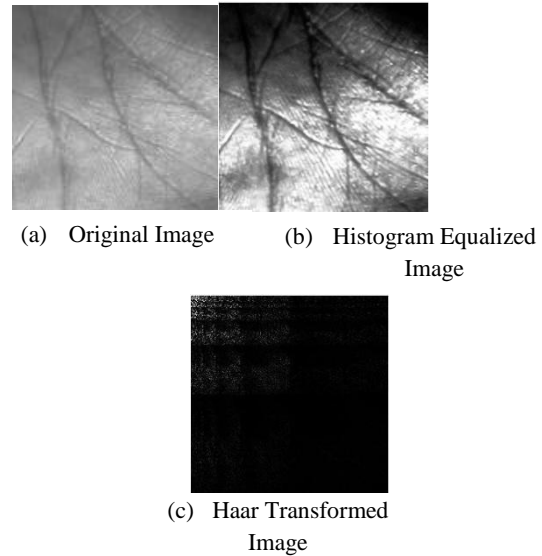 (a) Original Image
(b) Histogram Equalized
Image
(c) Haar Transformed
Image